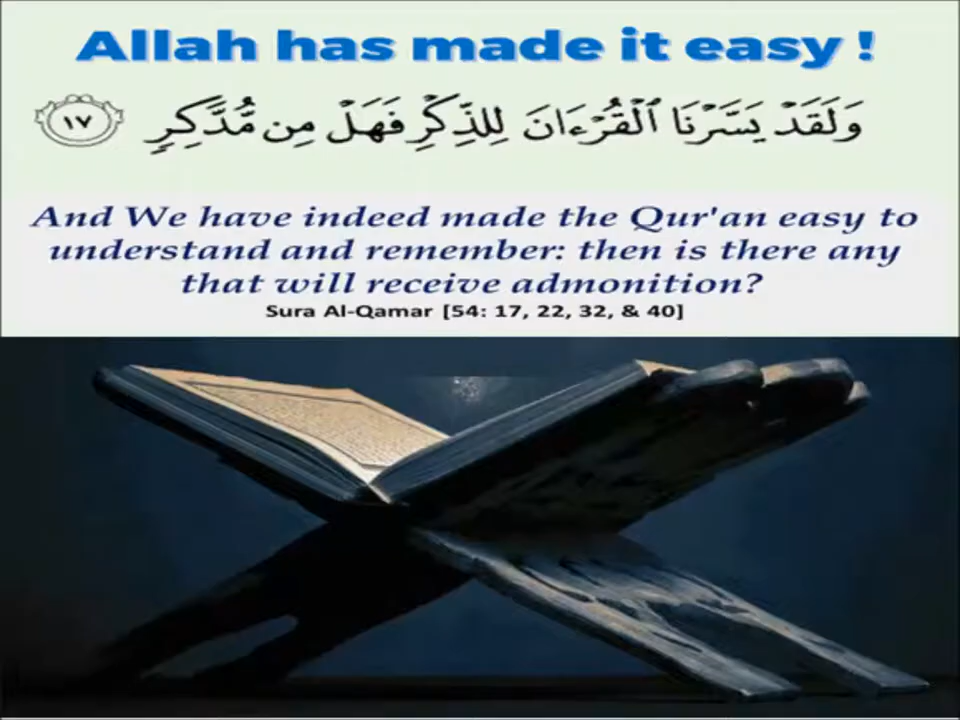 Allah has made it easy !
وَلَقَدْ يَسَّرْنَا ٱلْقُرْءَانَ لِلذِّكْرِ فَهَلْ مِن مُّدَّكِرٍ ١٧
And We have indeed made the Qur'an easy to
understand and remember: then is there any
that will receive admonition?
Sura Al-Qamar [54: 17, 22, 32, & 40]